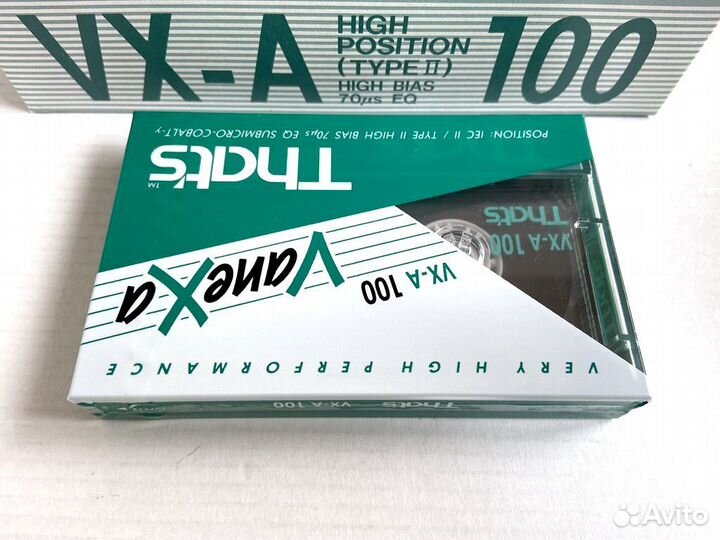 VX-A HIGH POSITION (TYPE II) HIGH BIAS 70μs EQ 100
POSITION: IEC II / TYPE II HIGH BIAS 70μs EQ SUBMICRO-COBALT-γ
That's™
That's
VX-A 100
VX-A 100
VaneXa
VERY HIGH PERFORMANCE
That's VX-A 100
Avito